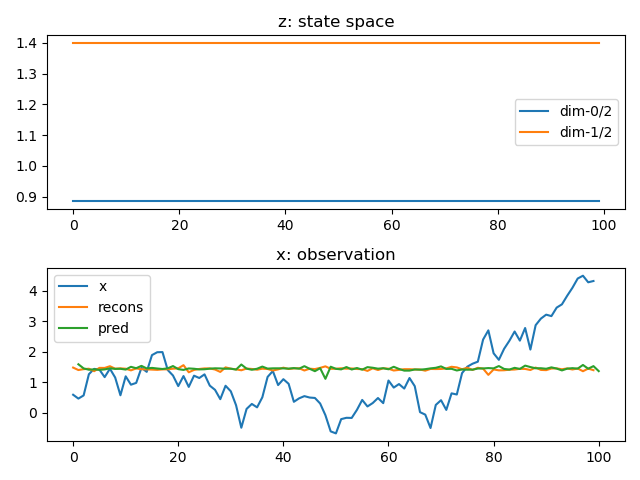 z: state space
1.4
1.3
1.2
1.1
1.0
0.9
dim-0/2
dim-1/2
0 20 40 60 80 100
x: observation
x
recons
pred
4
3
2
1
0
0 20 40 60 80 100